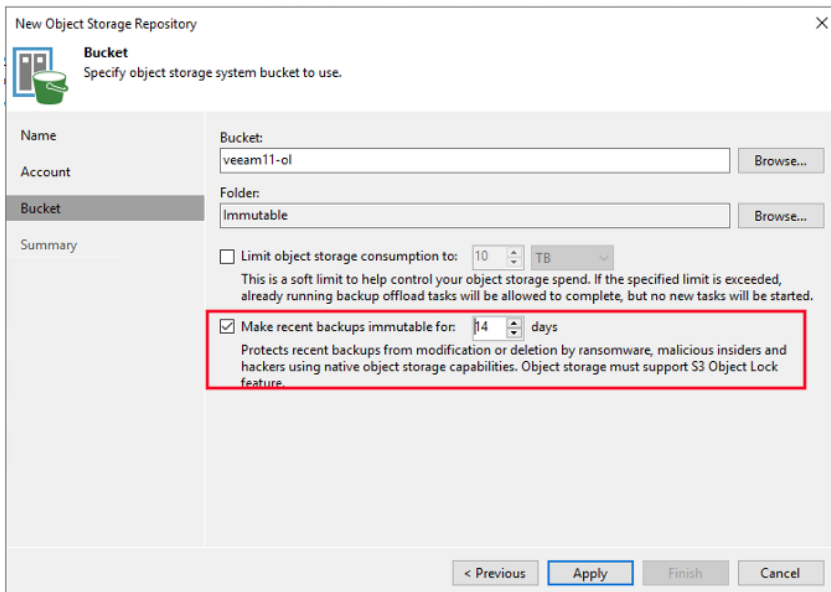 New Object Storage Repository
Bucket
Specify object storage system bucket to use.
Name
Account
Bucket
Summary
Bucket:
veeam11-ol
Browse...
Folder:
Immutable
Browse...
Limit object storage consumption to: 10 TB
This is a soft limit to help control your object storage spend. If the specified limit is exceeded,
already running backup offload tasks will be allowed to complete, but no new tasks will be started.
Make recent backups immutable for: 14 days
Protects recent backups from modification or deletion by ransomware, malicious insiders and
hackers using native object storage capabilities. Object storage must support S3 Object Lock
feature.
< Previous Apply Finish Cancel